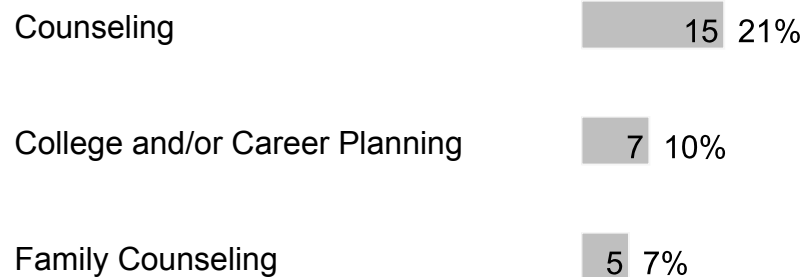 Counseling 15 21%
College and/or Career Planning 7 10%
Family Counseling 5 7%